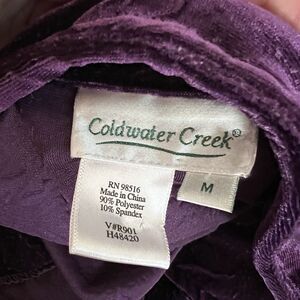 Coldwater Creek®
M
RN 98516
Made in China
90% Polyester
10% Spandex
V#R901
H48420